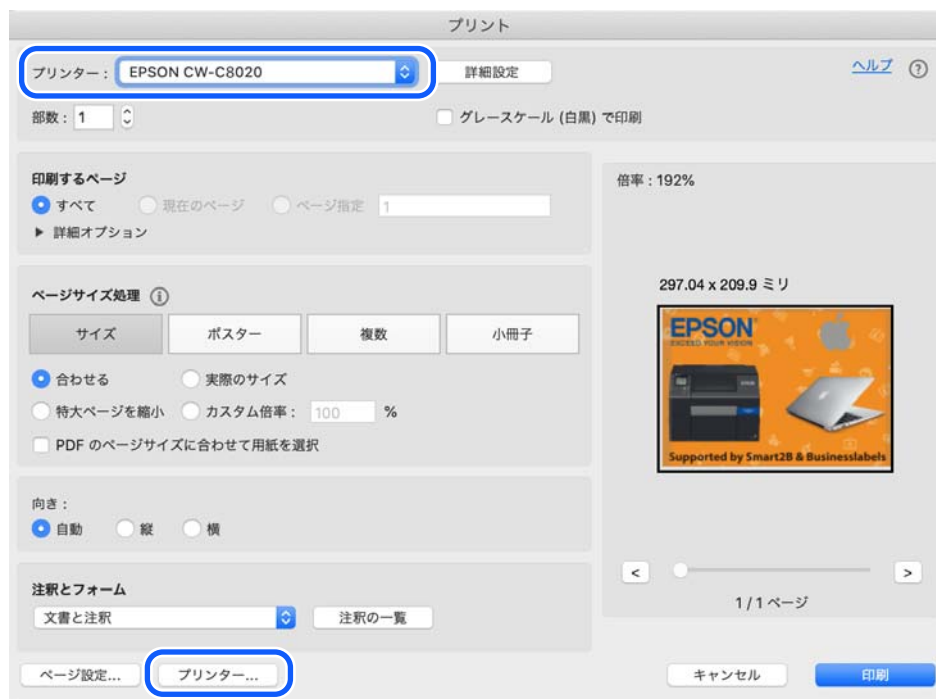 プリント
プリンター： EPSON CW-C8020 詳細設定 ヘルプ ?
部数： 1 グレースケール (白黒) で印刷
印刷するページ
すべて 現在のページ ページ指定 1
詳細オプション
倍率：192%
ページサイズ処理 i
サイズ ポスター 複数 小冊子
合わせる 実際のサイズ
特大ページを縮小 カスタム倍率： 100 %
PDF のページサイズに合わせて用紙を選択
297.04 x 209.9 ミリ
EPSON
EXCEED YOUR VISION
Supported by Smart2B & Businesslabels
向き：
自動 縦 横
< >
1 / 1 ページ
注釈とフォーム
文書と注釈 注釈の一覧
ページ設定... プリンター... キャンセル 印刷